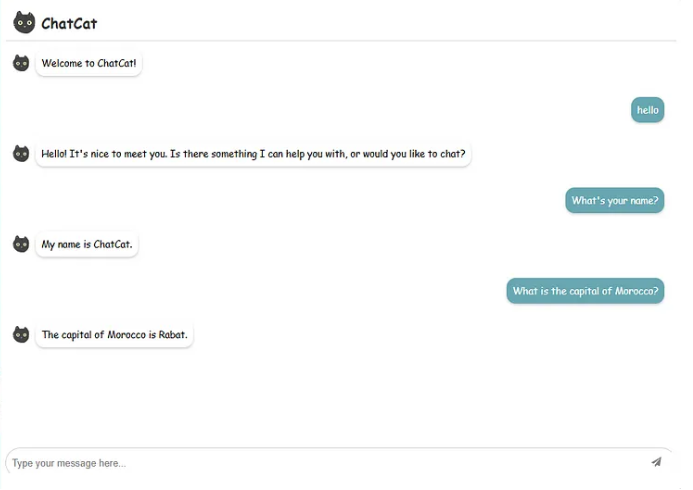 ChatCat
Welcome to ChatCat!
hello
Hello! It's nice to meet you. Is there something I can help you with, or would you like to chat?
What's your name?
My name is ChatCat.
What is the capital of Morocco?
The capital of Morocco is Rabat.
Type your message here...